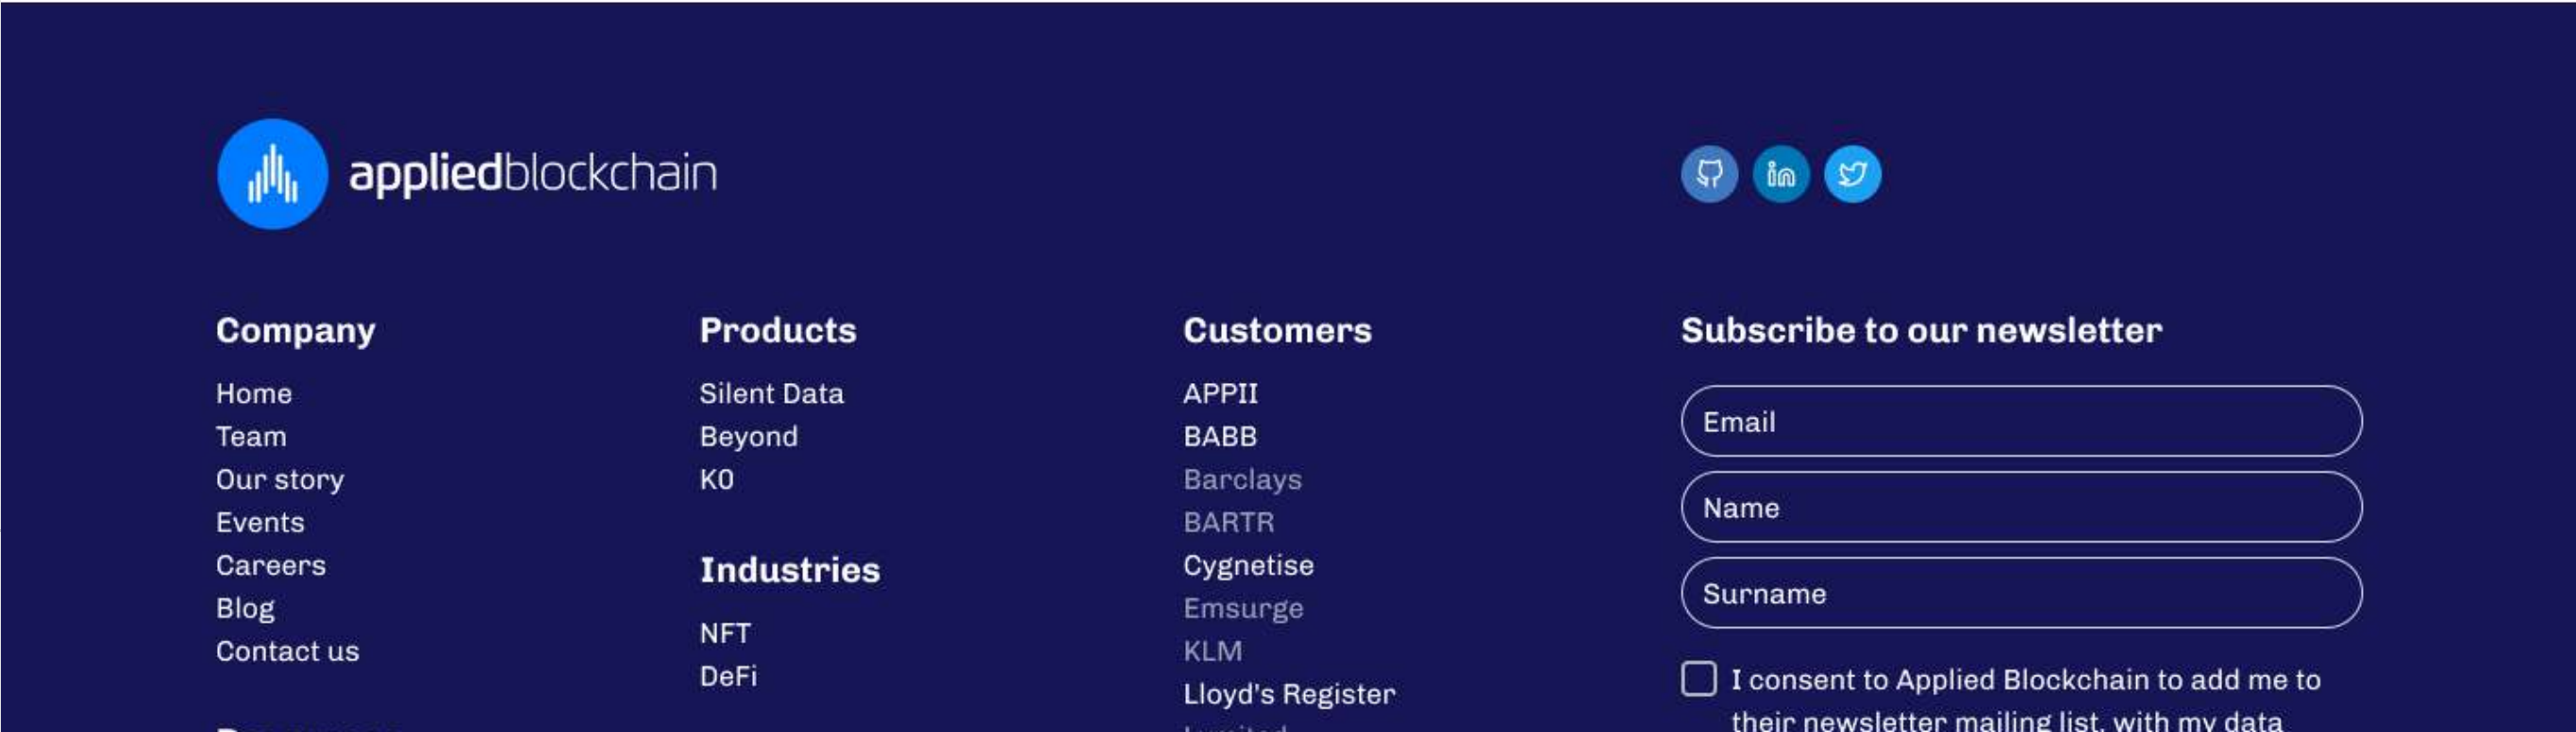 appliedblockchain
Company
Home
Team
Our story
Events
Careers
Blog
Contact us
Products
Silent Data
Beyond
K0
Industries
NFT
DeFi
Customers
APPII
BABB
Barclays
BARTR
Cygnetise
Emsurge
KLM
Lloyd's Register
Subscribe to our newsletter
Email
Name
Surname
I consent to Applied Blockchain to add me to
their newsletter mailing list, with my data